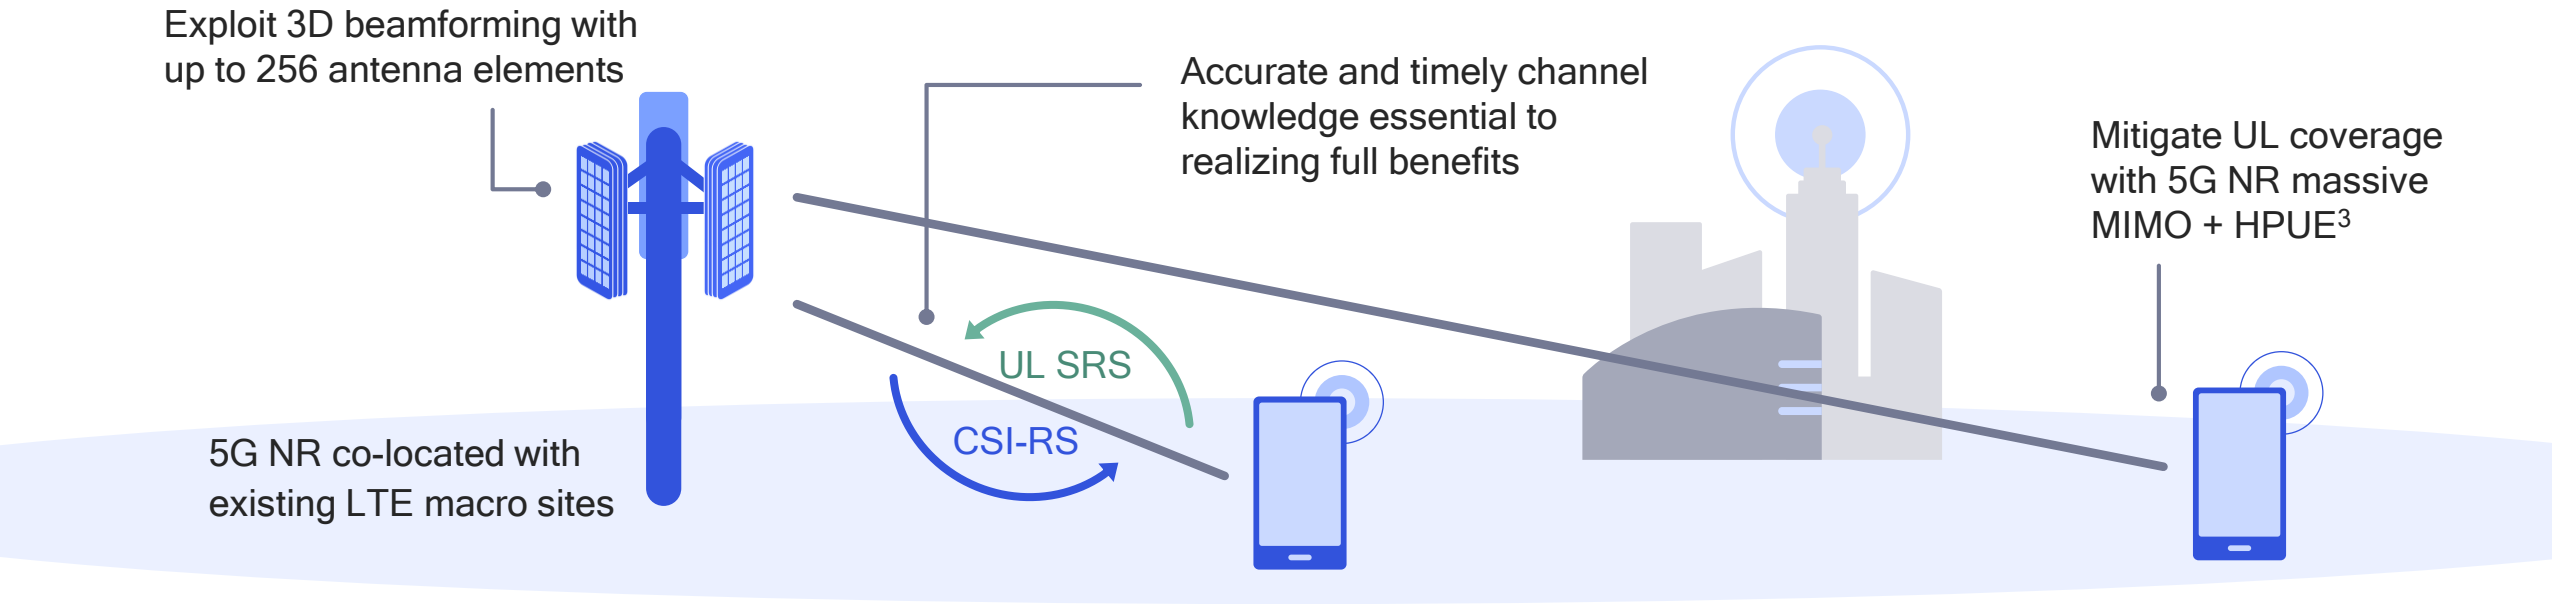 Exploit 3D beamforming with
up to 256 antenna elements
Accurate and timely channel
knowledge essential to
realizing full benefits
Mitigate UL coverage
with 5G NR massive
MIMO + HPUE³
UL SRS
CSI-RS
5G NR co-located with
existing LTE macro sites